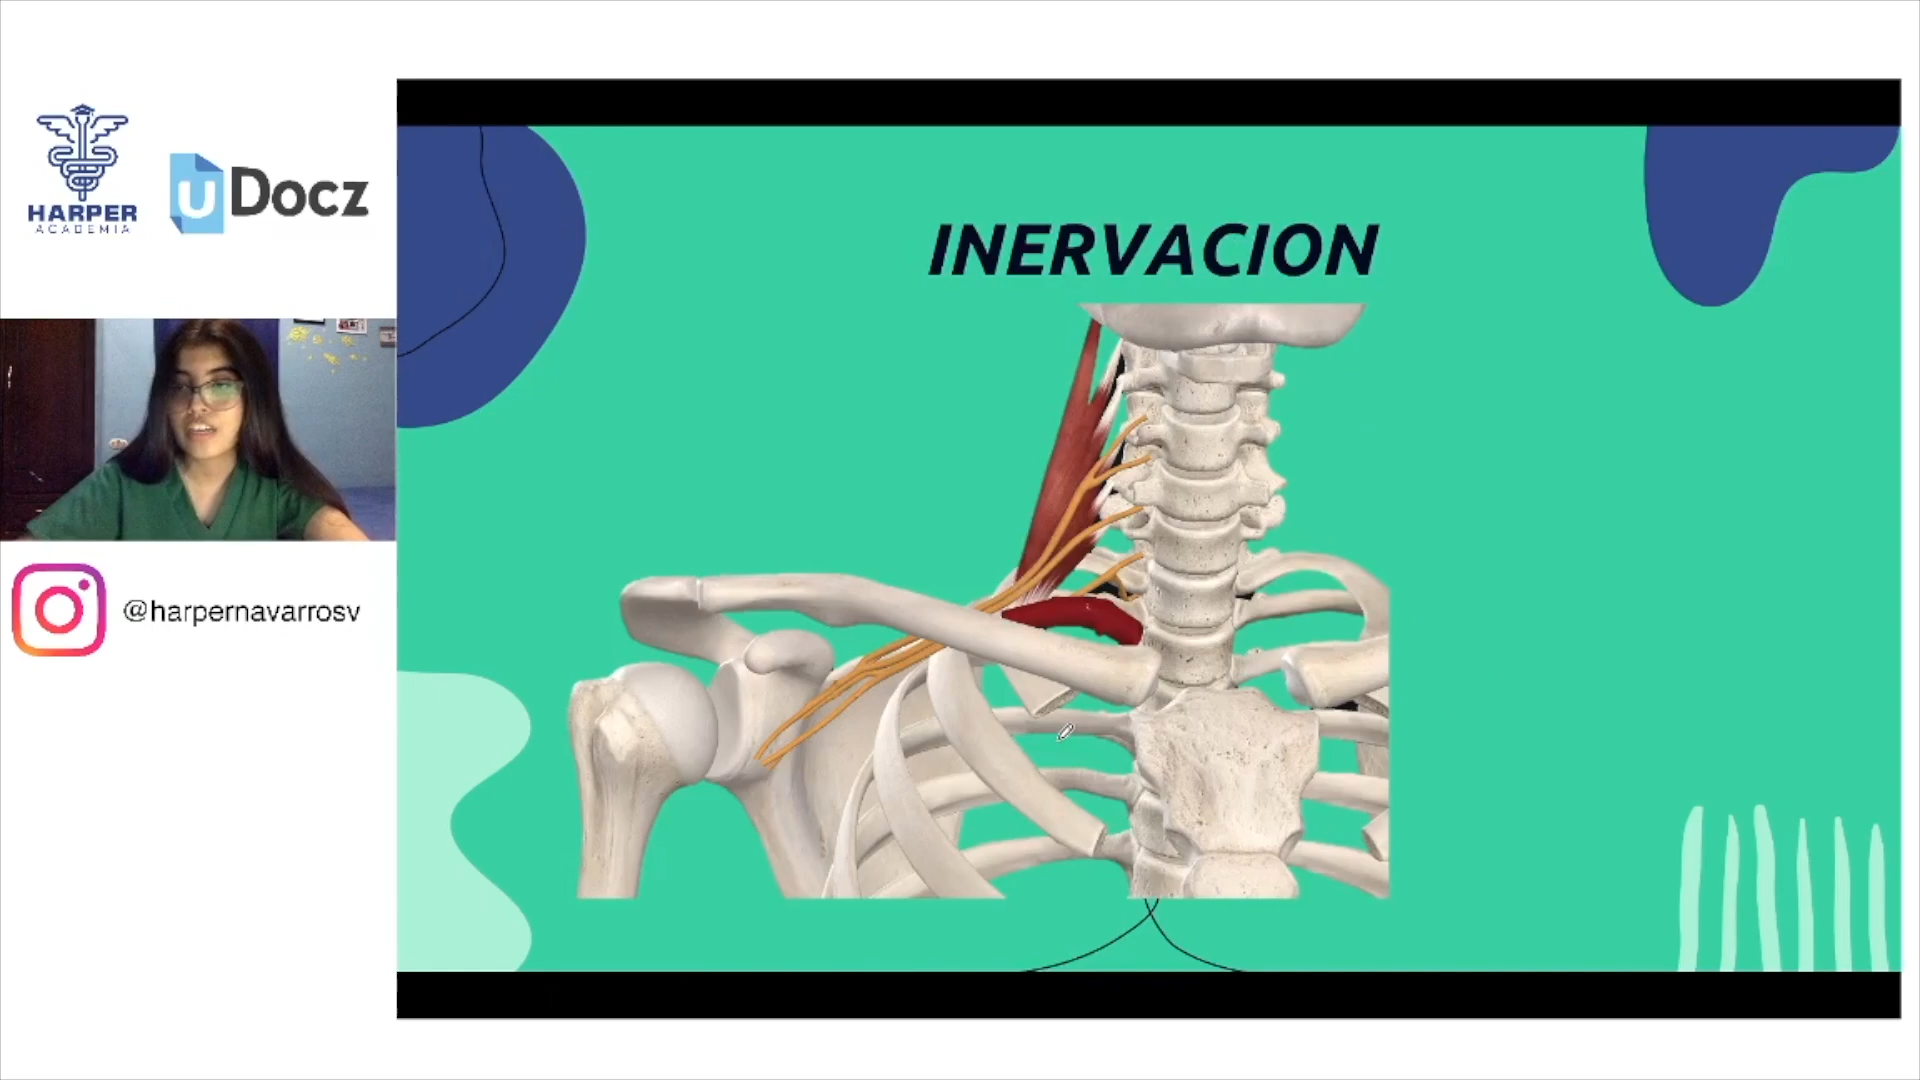 HARPER
ACADEMIA
uDocz
@harpernavarrosv
INERVACION